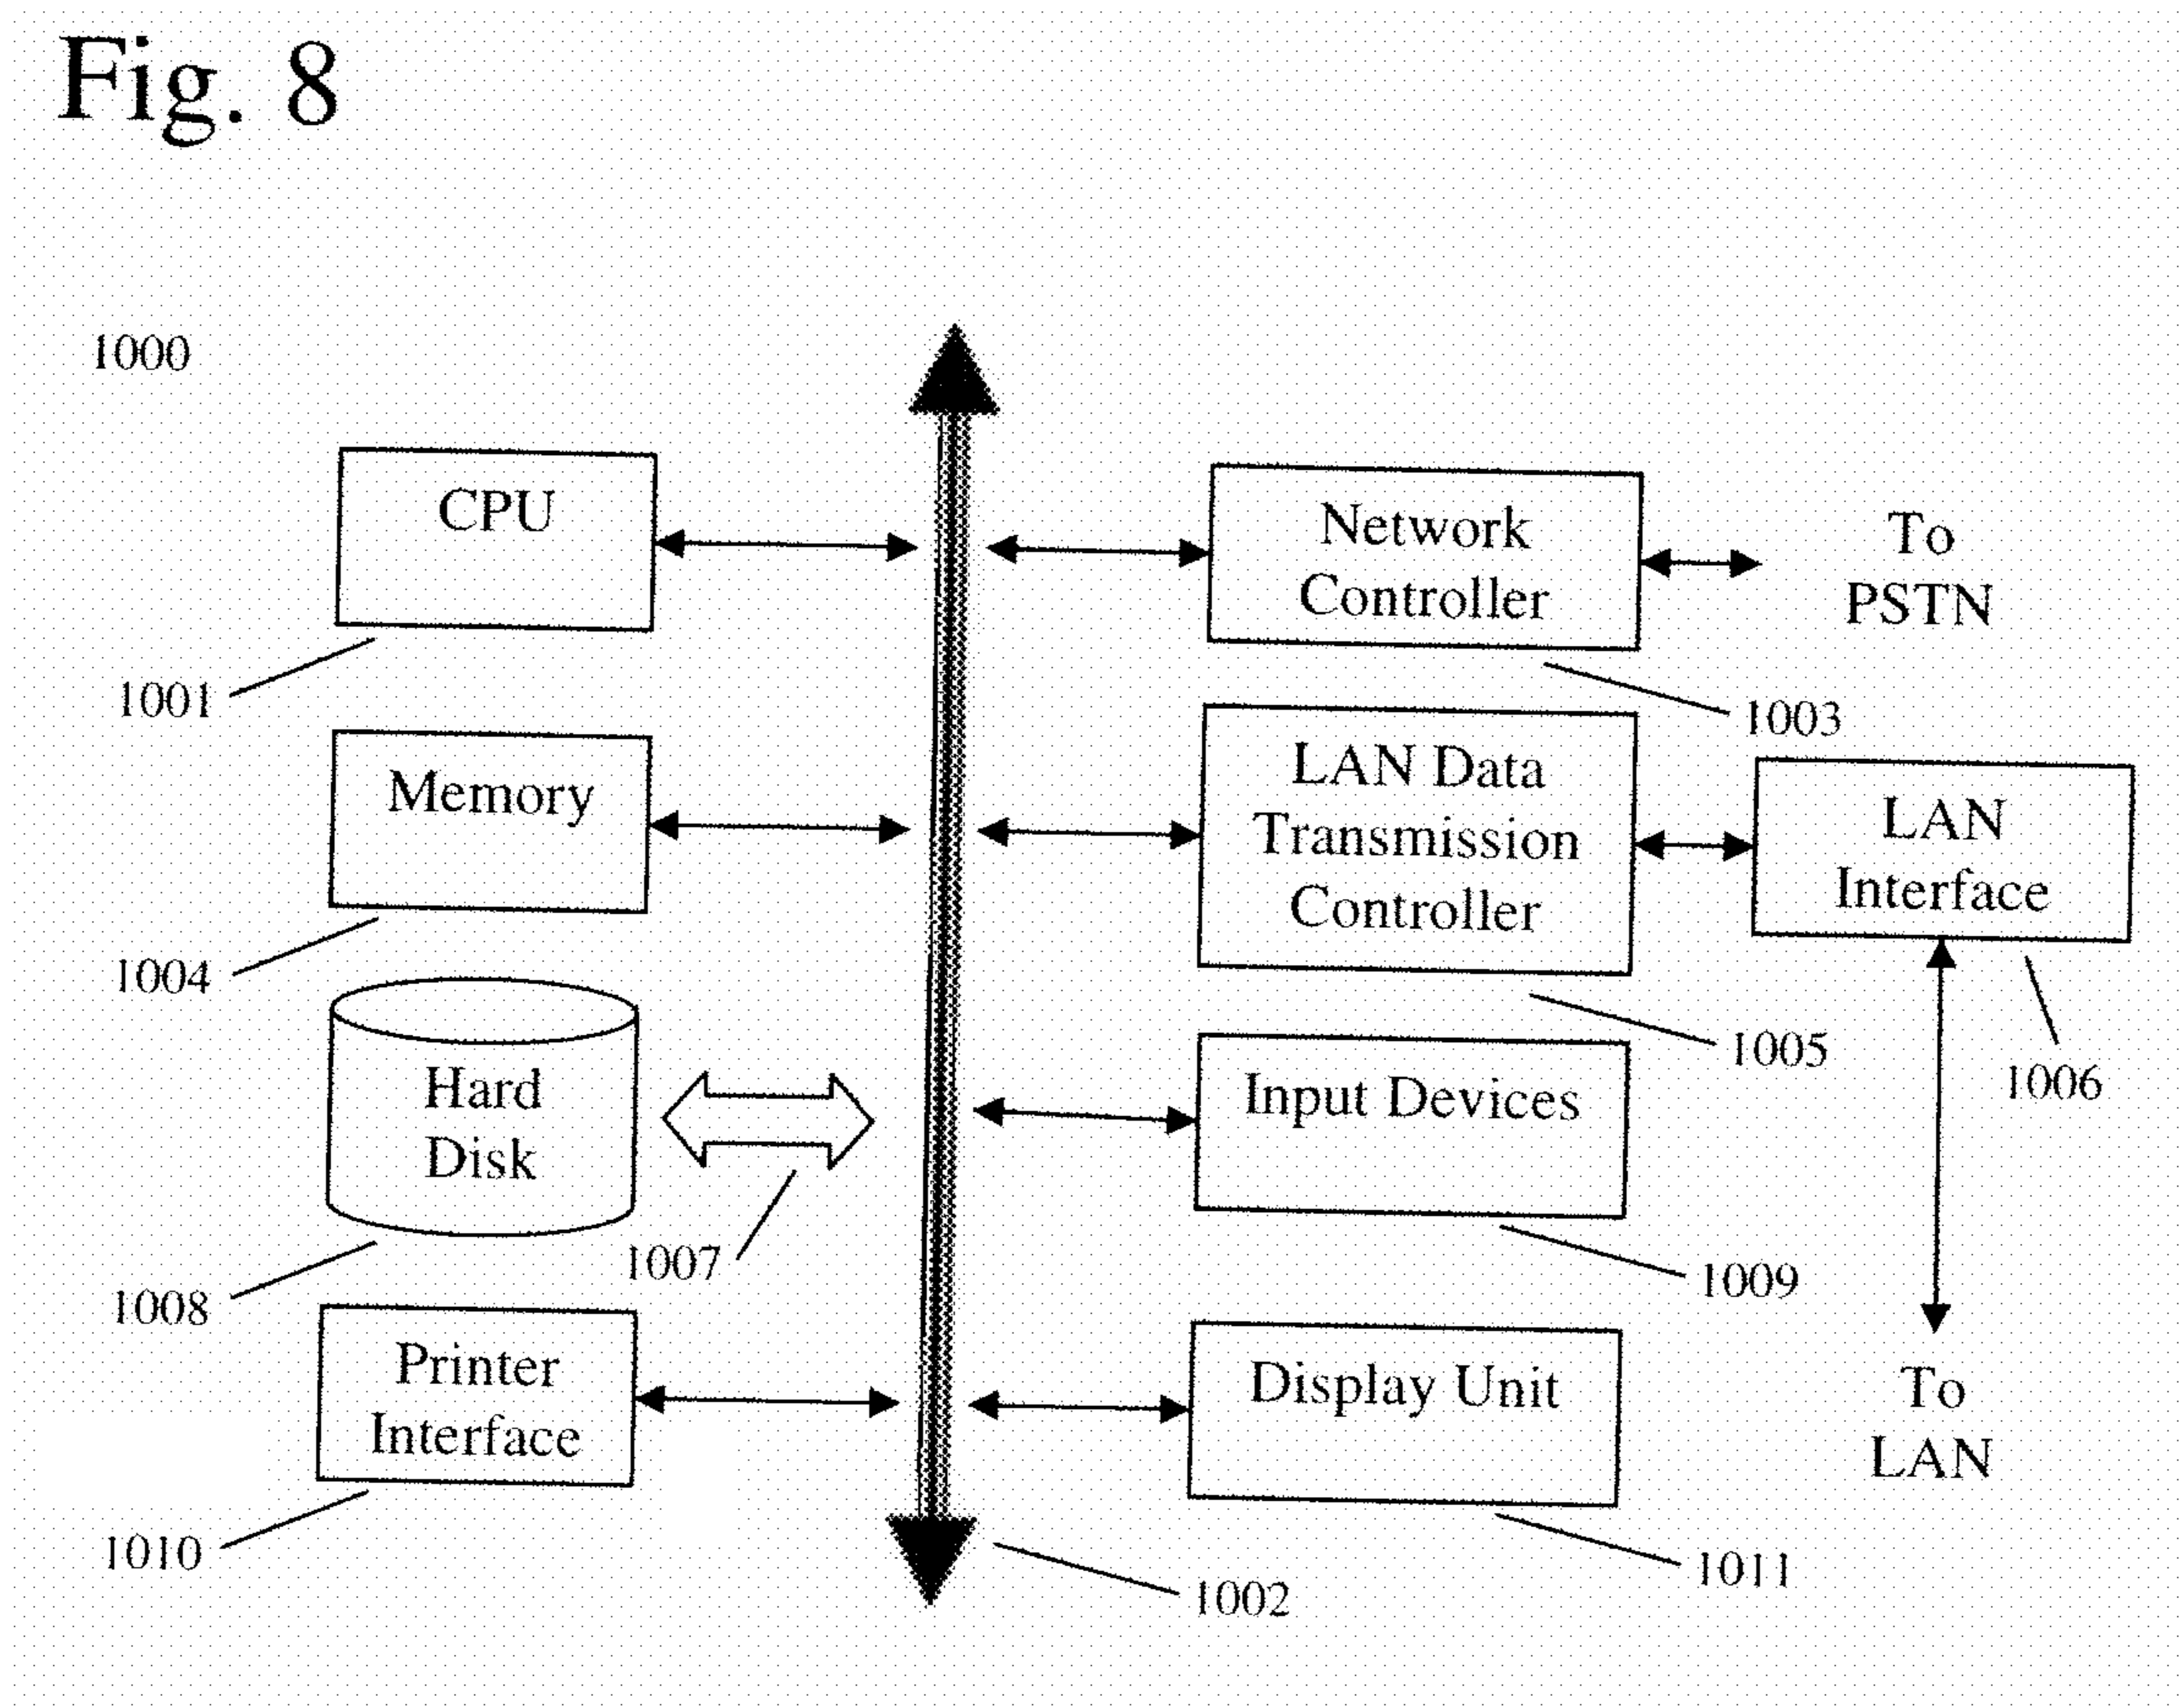 Fig. 8
1000
CPU
1001
Network
Controller
To
PSTN
1003
Memory
1004
LAN Data
Transmission
Controller
1005
LAN
Interface
1006
Hard
Disk
1007
1008
Input Devices
1009
Printer
Interface
1010
Display Unit
1011
To
LAN
1002